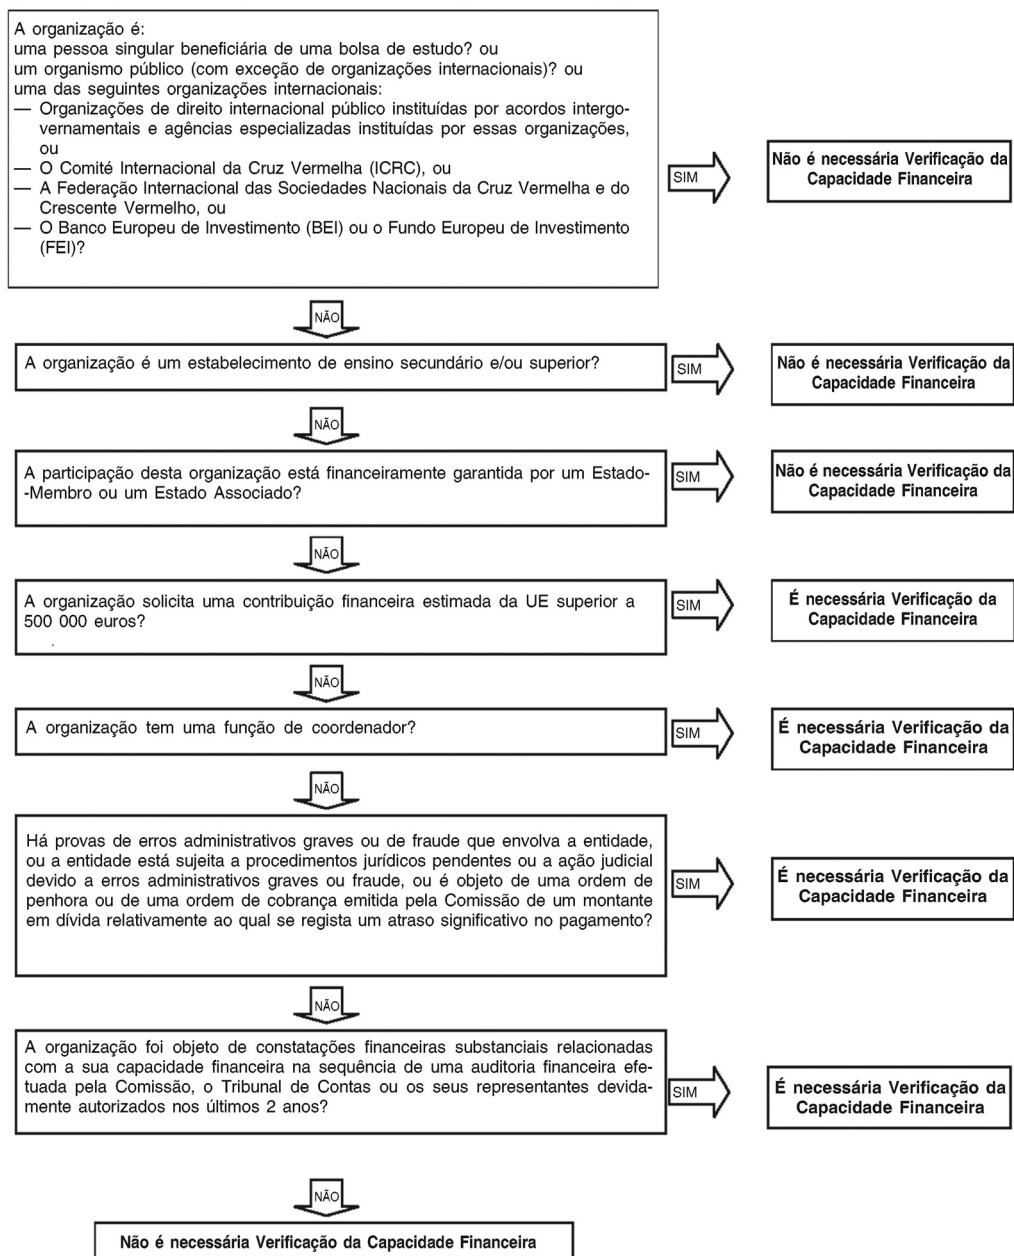 A organização é:
uma pessoa singular beneficiária de uma bolsa de estudo? ou
um organismo público (com exceção de organizações internacionais)? ou
uma das seguintes organizações internacionais:
— Organizações de direito internacional público instituídas por acordos intergo-
vernamentais e agências especializadas instituídas por essas organizações,
ou
— O Comité Internacional da Cruz Vermelha (ICRC), ou
— A Federação Internacional das Sociedades Nacionais da Cruz Vermelha e do
Crescente Vermelho, ou
— O Banco Europeu de Investimento (BEI) ou o Fundo Europeu de Investimento
(FEI)?
SIM
Não é necessária Verificação da
Capacidade Financeira
NÃO
A organização é um estabelecimento de ensino secundário e/ou superior?
SIM
Não é necessária Verificação da
Capacidade Financeira
NÃO
A participação desta organização está financeiramente garantida por um Estado-
-Membro ou um Estado Associado?
SIM
Não é necessária Verificação da
Capacidade Financeira
NÃO
A organização solicita uma contribuição financeira estimada da UE superior a
500 000 euros?
SIM
É necessária Verificação da
Capacidade Financeira
NÃO
A organização tem uma função de coordenador?
SIM
É necessária Verificação da
Capacidade Financeira
NÃO
Há provas de erros administrativos graves ou de fraude que envolva a entidade,
ou a entidade está sujeita a procedimentos jurídicos pendentes ou a ação judicial
devido a erros administrativos graves ou fraude, ou é objeto de uma ordem de
penhora ou de uma ordem de cobrança emitida pela Comissão de um montante
em dívida relativamente ao qual se regista um atraso significativo no pagamento?
SIM
É necessária Verificação da
Capacidade Financeira
NÃO
A organização foi objeto de constatações financeiras substanciais relacionadas
com a sua capacidade financeira na sequência de uma auditoria financeira efe-
tuada pela Comissão, o Tribunal de Contas ou os seus representantes devida-
mente autorizados nos últimos 2 anos?
SIM
É necessária Verificação da
Capacidade Financeira
NÃO
Não é necessária Verificação da Capacidade Financeira